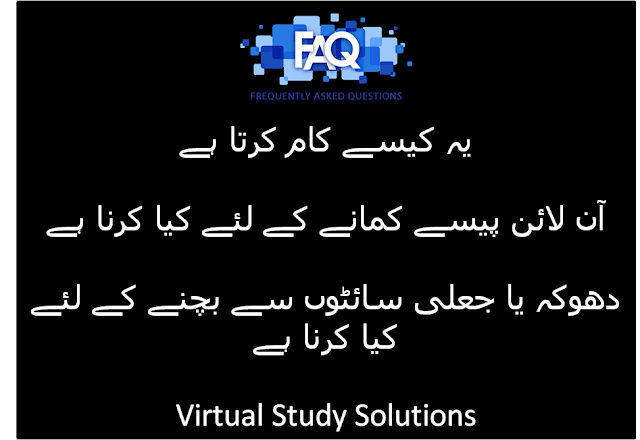 FAQ
FREQUENTLY ASKED QUESTIONS
یہ کیسے کام کرتا ہے
آن لائن پیسے کمانے کے لئے کیا کرنا ہے
دھوکہ یا جعلی سائٹوں سے بچنے کے لئے
کیا کرنا ہے
Virtual Study Solutions